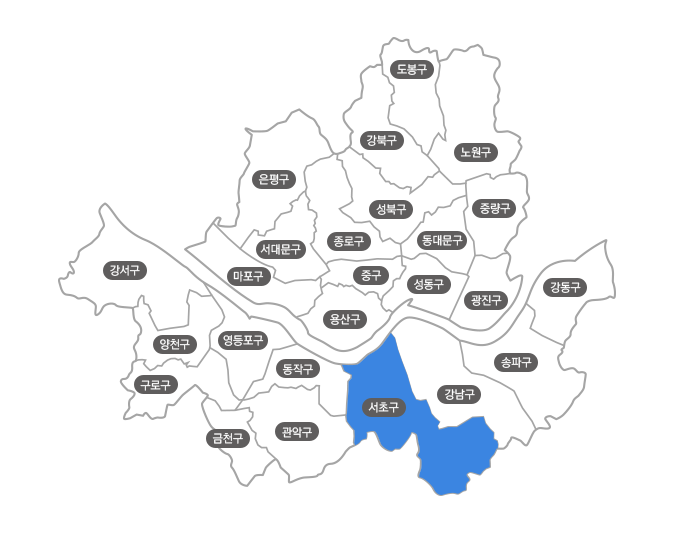 도봉구
강북구
노원구
은평구
성북구
중랑구
서대문구
종로구
동대문구
강서구
마포구
중구
성동구
강동구
광진구
용산구
양천구
영등포구
송파구
동작구
구로구
강남구
서초구
금천구
관악구